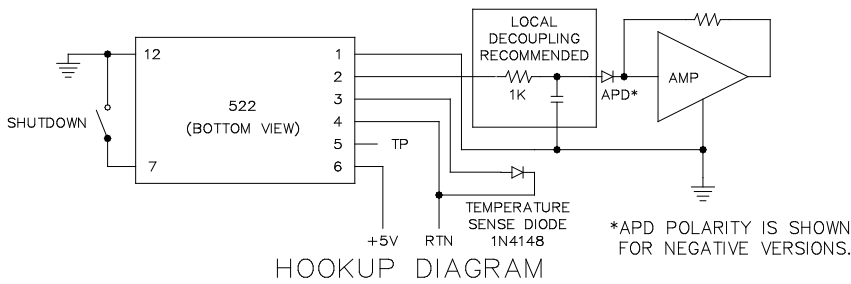 LOCAL
DECOUPLING
RECOMMENDED
12
1
2
1K
APD*
AMP
522
(BOTTOM VIEW)
3
SHUTDOWN
4
5
TP
7
6
TEMPERATURE
SENSE DIODE
1N4148
+5V
RTN
*APD POLARITY IS SHOWN
FOR NEGATIVE VERSIONS.
HOOKUP DIAGRAM